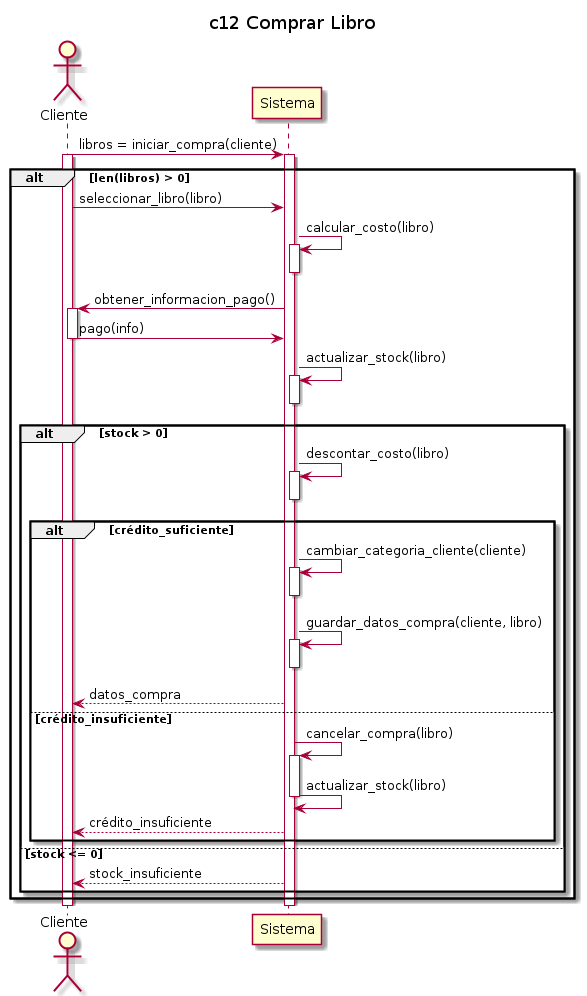 c12 Comprar Libro
Cliente
Sistema
libros = iniciar_compra(cliente)
alt [len(libros) > 0]
seleccionar_libro(libro)
calcular_costo(libro)
obtener_informacion_pago()
pago(info)
actualizar_stock(libro)
alt [stock > 0]
descontar_costo(libro)
alt [crédito_suficiente]
cambiar_categoria_cliente(cliente)
guardar_datos_compra(cliente, libro)
datos_compra
[crédito_insuficiente]
cancelar_compra(libro)
actualizar_stock(libro)
crédito_insuficiente
[stock <= 0]
stock_insuficiente
Cliente
Sistema